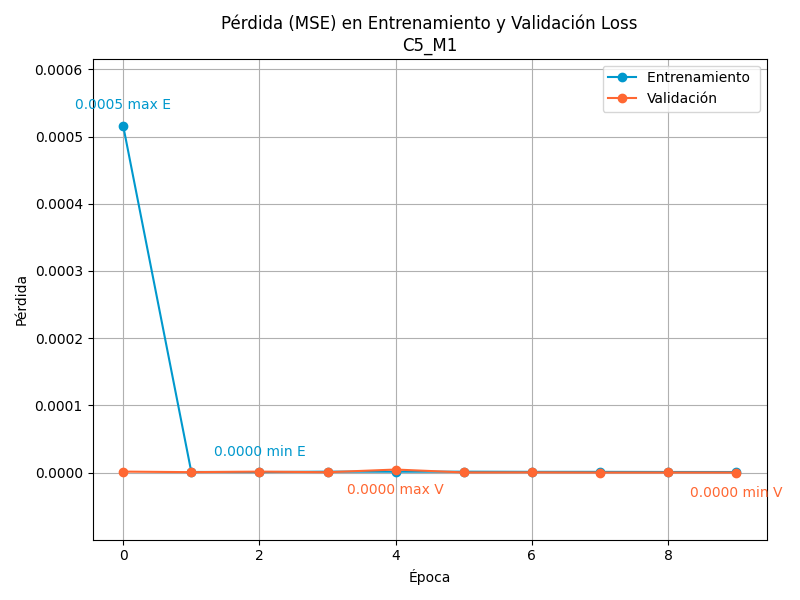 Pérdida (MSE) en Entrenamiento y Validación Loss
C5_M1
Entrenamiento
Validación
0.0005 max E
0.0000 min E
0.0000 max V
0.0000 min V
0.0006
0.0005
0.0004
0.0003
0.0002
0.0001
0.0000
Pérdida
0 2 4 6 8
Época